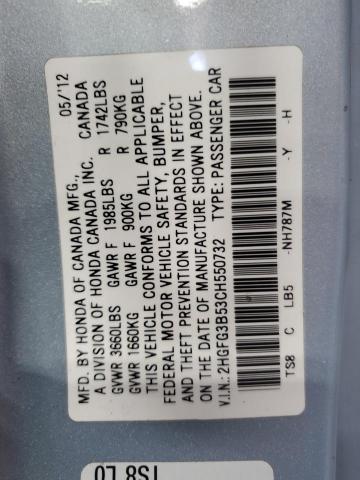 MFD. BY HONDA OF CANADA MFG., 05/'12
A DIVISION OF HONDA CANADA INC. CANADA
GVWR 3660LBS GAWR F 1985LBS R 1742LBS
GVWR 1660KG GAWR F 900KG R 790KG
THIS VEHICLE CONFORMS TO ALL APPLICABLE
FEDERAL MOTOR VEHICLE SAFETY, BUMPER,
AND THEFT PREVENTION STANDARDS IN EFFECT
ON THE DATE OF MANUFACTURE SHOWN ABOVE.
V.I.N.: 2HGFG3B53CH550732 TYPE: PASSENGER CAR
TS8 C LB5 -NH787M -Y -H
TS8 L0